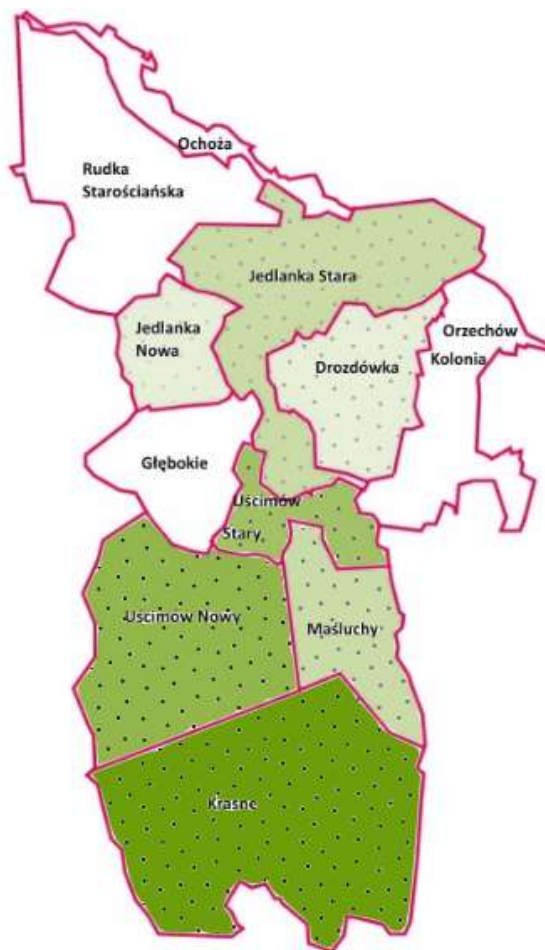 Ochoża
Rudka
Starościańska
Jedlanka Stara
Jedlanka
Nowa
Orzechów
Kolonia
Drozdówka
Głębokie
Uścimów
Stary
Uścimów Nowy
Maśluchy
Krasne